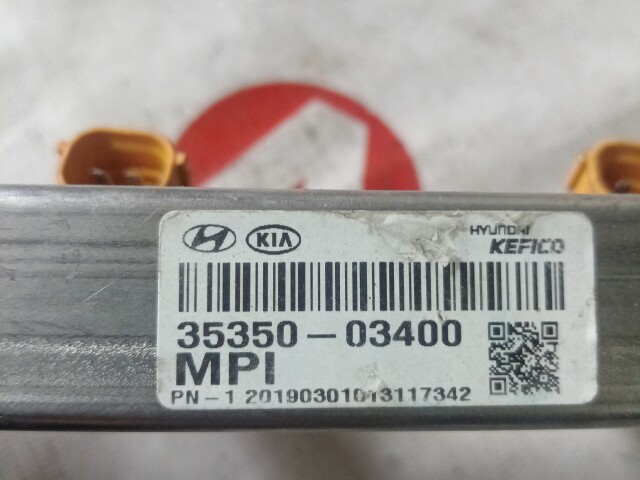 KIA
HYUNDAI
KEFICO
35350-03400
MPI
PN-1 20190301013117342